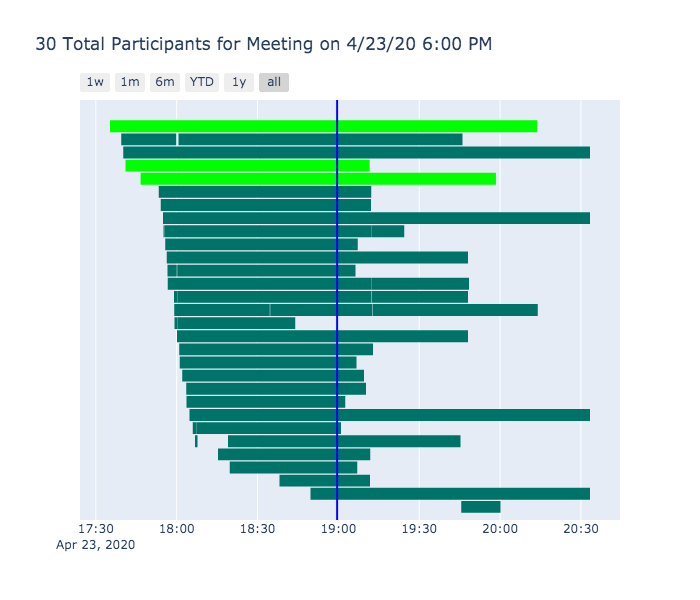 30 Total Participants for Meeting on 4/23/20 6:00 PM
1w 1m 6m YTD 1y all
17:30 18:00 18:30 19:00 19:30 20:00 20:30
Apr 23, 2020